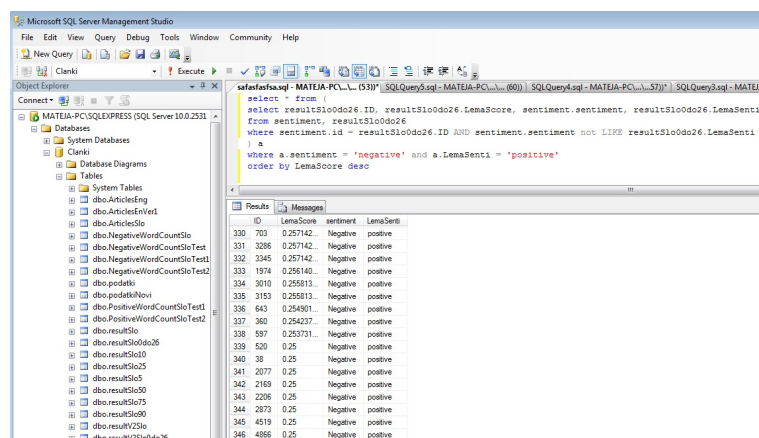 Microsoft SQL Server Management Studio
File Edit View Query Debug Tools Window Community Help
New Query
Clanki Execute
Object Explorer
safasfasfsa.sql - MATEJA-PC\...\... (53))* SQLQuery5.sql - MATEJA-PC\...\... (60)) SQLQuery4.sql - MATEJA-PC\...\...57))* SQLQuery3.sql - MATEJ
Connect
MATEJA-PC\SQLEXPRESS (SQL Server 10.0.2531
Databases
System Databases
Clanki
Database Diagrams
Tables
System Tables
dbo.ArticlesEng
dbo.ArticlesEnVer1
dbo.ArticlesSlo
dbo.NegativeWordCountSlo
dbo.NegativeWordCountSloTest
dbo.NegativeWordCountSloTest1
dbo.NegativeWordCountSloTest2
dbo.podatki
dbo.podatkiNovi
dbo.PositiveWordCountSloTest1
dbo.PositiveWordCountSloTest2
dbo.resultSlo
dbo.resultSlo0do26
dbo.resultSlo10
dbo.resultSlo25
dbo.resultSlo5
dbo.resultSlo50
dbo.resultSlo75
dbo.resultSlo90
dbo.resultV2Slo
dbo.resultV2Slo0do26
select * from (
select resultSlo0do26.ID, resultSlo0do26.LemaScore, sentiment.sentiment, resultSlo0do26.LemaSenti
from sentiment, resultSlo0do26
where sentiment.id = resultSlo0do26.ID AND sentiment.sentiment not LIKE resultSlo0do26.LemaSenti
) a
where a.sentiment = 'negative' and a.LemaSenti = 'positive'
order by LemaScore desc
Results Messages
ID LemaScore sentiment LemaSenti
330 703 0.257142... Negative positive
331 3286 0.257142... Negative positive
332 3345 0.257142... Negative positive
333 1974 0.256140... Negative positive
334 3010 0.255813... Negative positive
335 3153 0.255813... Negative positive
336 643 0.254901... Negative positive
337 360 0.254237... Negative positive
338 597 0.253731... Negative positive
339 520 0.25 Negative positive
340 38 0.25 Negative positive
341 2077 0.25 Negative positive
342 2169 0.25 Negative positive
343 2206 0.25 Negative positive
344 2873 0.25 Negative positive
345 4519 0.25 Negative positive
346 4866 0.25 Negative positive